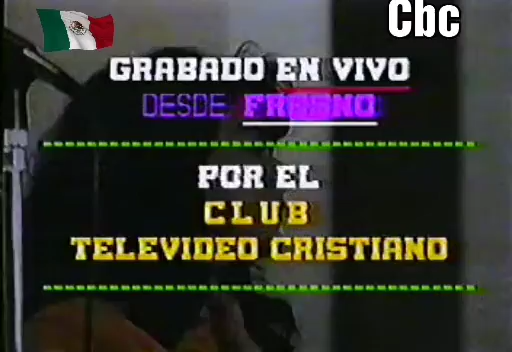 Cbc
GRABADO EN VIVO
DESDE FRESNO
POR EL
CLUB
TELEVIDEO CRISTIANO